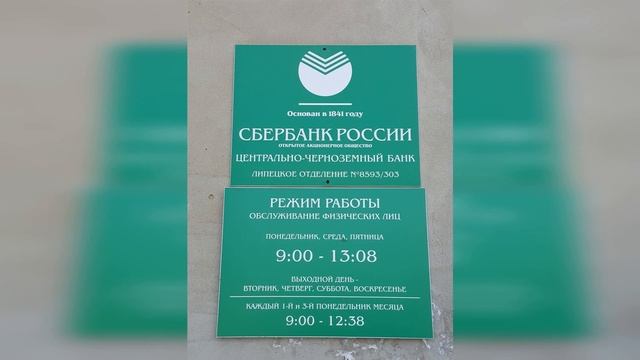 Основан в 1841 году
СБЕРБАНК РОССИИ
ОТКРЫТОЕ АКЦИОНЕРНОЕ ОБЩЕСТВО
ЦЕНТРАЛЬНО-ЧЕРНОЗЕМНЫЙ БАНК
ЛИПЕЦКОЕ ОТДЕЛЕНИЕ №8593/303
РЕЖИМ РАБОТЫ
ОБСЛУЖИВАНИЕ ФИЗИЧЕСКИХ ЛИЦ
ПОНЕДЕЛЬНИК, СРЕДА, ПЯТНИЦА
9:00 - 13:08
ВЫХОДНОЙ ДЕНЬ -
ВТОРНИК, ЧЕТВЕРГ, СУББОТА, ВОСКРЕСЕНЬЕ
КАЖДЫЙ 1-Й И 3-Й ПОНЕДЕЛЬНИК МЕСЯЦА
9:00 - 12:38